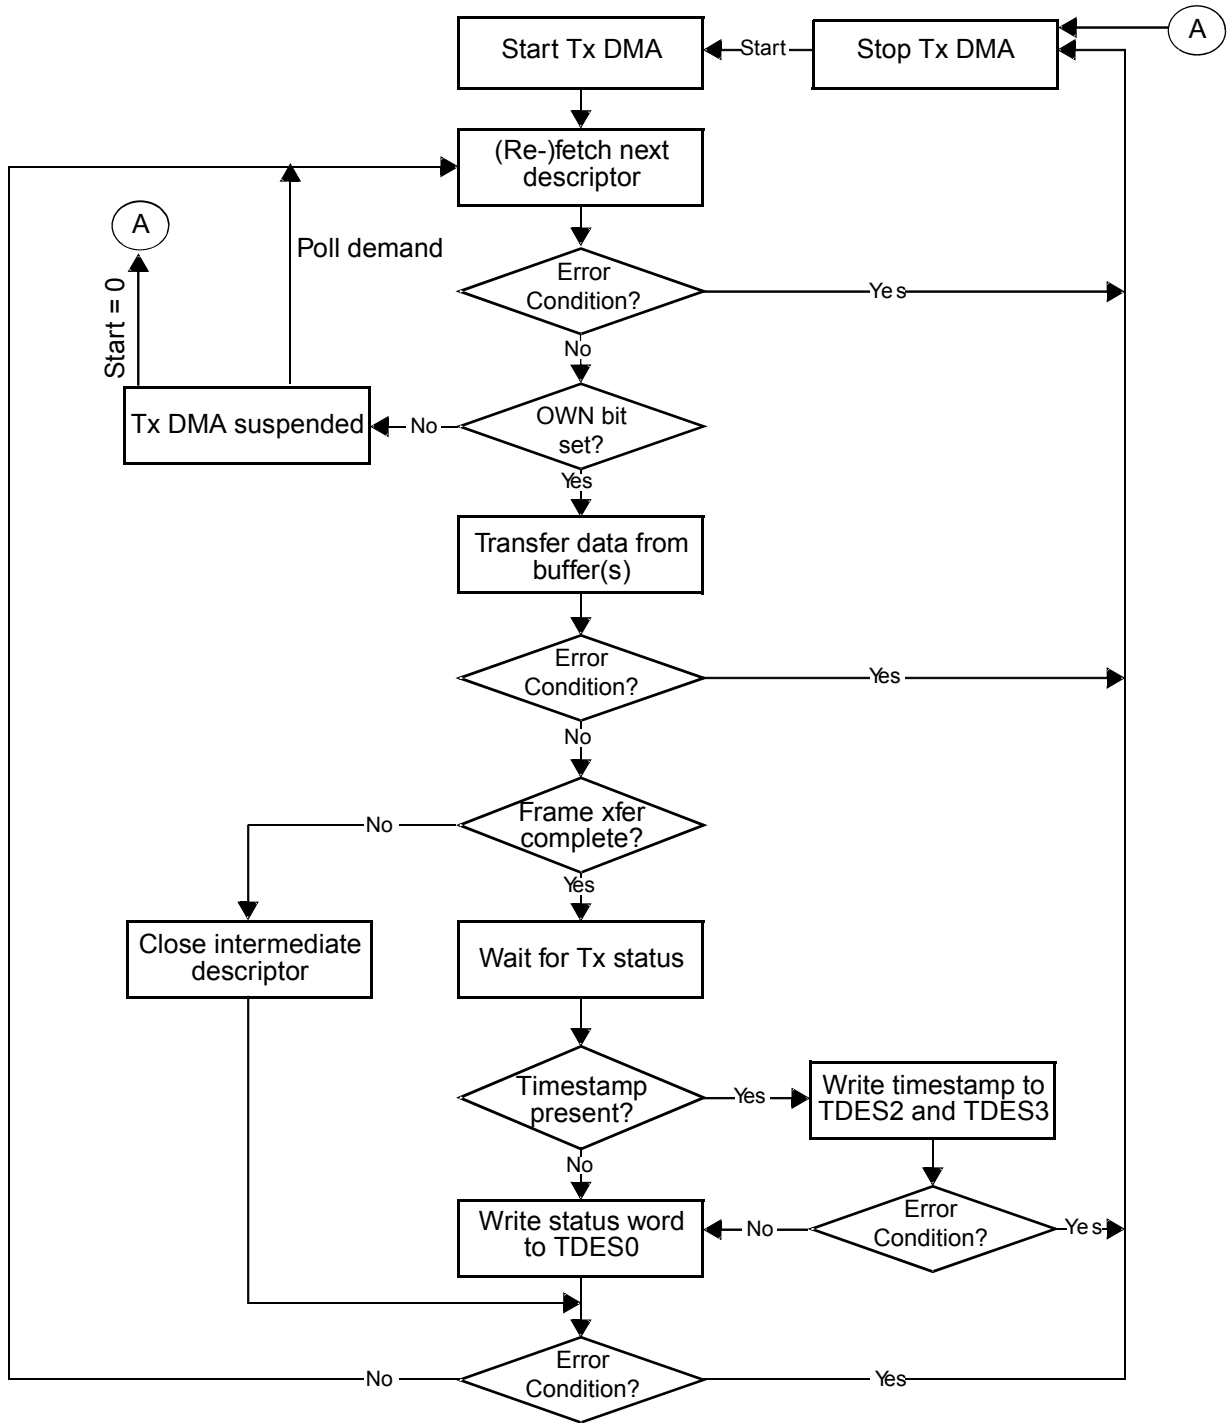 Start Tx DMA
Start
Stop Tx DMA
A
(Re-)fetch next
descriptor
A
Poll demand
Start = 0
Error
Condition?
Yes
No
Tx DMA suspended
No
OWN bit
set?
Yes
Transfer data from
buffer(s)
Error
Condition?
Yes
No
Frame xfer
complete?
No
Yes
Close intermediate
descriptor
Wait for Tx status
Timestamp
present?
Yes
Write timestamp to
TDES2 and TDES3
No
Write status word
to TDES0
No
Error
Condition?
Yes
No
Error
Condition?
Yes